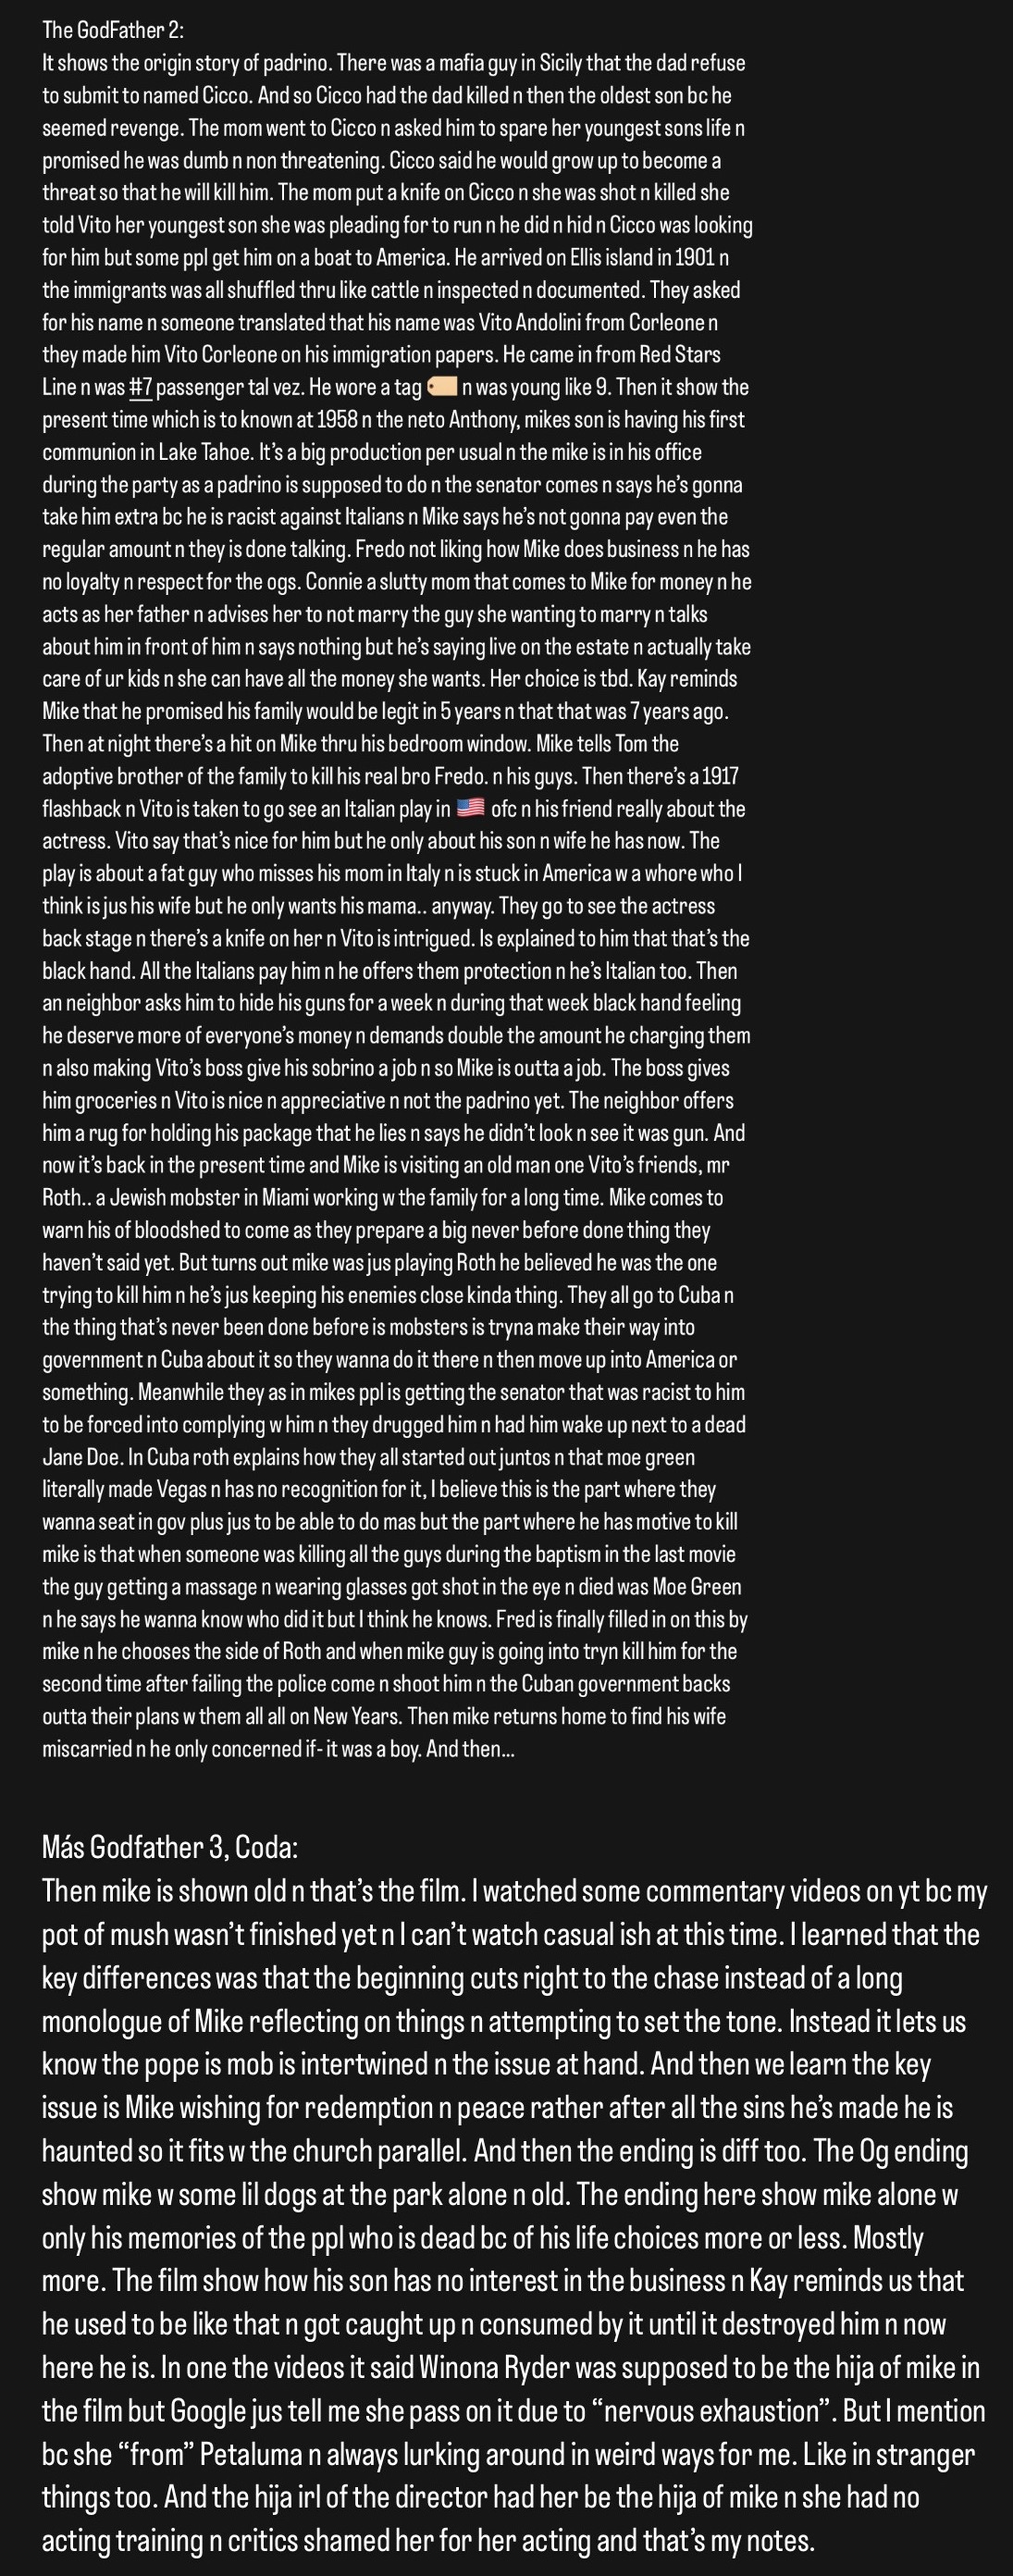 The GodFather 2:
It shows the origin story of padrino. There was a mafia guy in Sicily that the dad refuse
to submit to named Cicco. And so Cicco had the dad killed n then the oldest son bc he
seemed revenge. The mom went to Cicco n asked him to spare her youngest sons life n
promised he was dumb n non threatening. Cicco said he would grow up to become a
threat so that he will kill him. The mom put a knife on Cicco n she was shot n killed she
told Vito her youngest son she was pleading for to run n he did n hid n Cicco was looking
for him but some ppl get him on a boat to America. He arrived on Ellis island in 1901 n
the immigrants was all shuffled thru like cattle n inspected n documented. They asked
for his name n someone translated that his name was Vito Andolini from Corleone n
they made him Vito Corleone on his immigration papers. He came in from Red Stars
Line n was #7 passenger tal vez. He wore a tag 🏷️ n was young like 9. Then it show the
present time which is to known at 1958 n the neto Anthony, mikes son is having his first
communion in Lake Tahoe. It's a big production per usual n the mike is in his office
during the party as a padrino is supposed to do n the senator comes n says he's gonna
take him extra bc he is racist against Italians n Mike says he's not gonna pay even the
regular amount n they is done talking. Fredo not liking how Mike does business n he has
no loyalty n respect for the ogs. Connie a slutty mom that comes to Mike for money n he
acts as her father n advises her to not marry the guy she wanting to marry n talks
about him in front of him n says nothing but he's saying live on the estate n actually take
care of ur kids n she can have all the money she wants. Her choice is tbd. Kay reminds
Mike that he promised his family would be legit in 5 years n that that was 7 years ago.
Then at night there's a hit on Mike thru his bedroom window. Mike tells Tom the
adoptive brother of the family to kill his real bro Fredo. n his guys. Then there's a 1917
flashback n Vito is taken to go see an Italian play in 🇺🇸 ofc n his friend really about the
actress. Vito say that's nice for him but he only about his son n wife he has now. The
play is about a fat guy who misses his mom in Italy n is stuck in America w a whore who I
think is jus his wife but he only wants his mama.. anyway. They go to see the actress
back stage n there's a knife on her n Vito is intrigued. Is explained to him that that's the
black hand. All the Italians pay him n he offers them protection n he's Italian too. Then
an neighbor asks him to hide his guns for a week n during that week black hand feeling
he deserve more of everyone's money n demands double the amount he charging them
n also making Vito's boss give his sobrino a job n so Mike is outta a job. The boss gives
him groceries n Vito is nice n appreciative n not the padrino yet. The neighbor offers
him a rug for holding his package that he lies n says he didn't look n see it was gun. And
now it's back in the present time and Mike is visiting an old man one Vito's friends, mr
Roth.. a Jewish mobster in Miami working w the family for a long time. Mike comes to
warn his of bloodshed to come as they prepare a big never before done thing they
haven't said yet. But turns out mike was jus playing Roth he believed he was the one
trying to kill him n he's jus keeping his enemies close kinda thing. They all go to Cuba n
the thing that's never been done before is mobsters is tryna make their way into
government n Cuba about it so they wanna do it there n then move up into America or
something. Meanwhile they as in mikes ppl is getting the senator that was racist to him
to be forced into complying w him n they drugged him n had him wake up next to a dead
Jane Doe. In Cuba roth explains how they all started out juntos n that moe green
literally made Vegas n has no recognition for it, I believe this is the part where they
wanna seat in gov plus jus to be able to do mas but the part where he has motive to kill
mike is that when someone was killing all the guys during the baptism in the last movie
the guy getting a massage n wearing glasses got shot in the eye n died was Moe Green
n he says he wanna know who did it but I think he knows. Fred is finally filled in on this by
mike n he chooses the side of Roth and when mike guy is going into tryn kill him for the
second time after failing the police come n shoot him n the Cuban government backs
outta their plans w them all all on New Years. Then mike returns home to find his wife
miscarried n he only concerned if- it was a boy. And then...
Más Godfather 3, Coda:
Then mike is shown old n that's the film. I watched some commentary videos on yt bc my
pot of mush wasn't finished yet n I can't watch casual ish at this time. I learned that the
key differences was that the beginning cuts right to the chase instead of a long
monologue of Mike reflecting on things n attempting to set the tone. Instead it lets us
know the pope is mob is intertwined n the issue at hand. And then we learn the key
issue is Mike wishing for redemption n peace rather after all the sins he's made he is
haunted so it fits w the church parallel. And then the ending is diff too. The Og ending
show mike w some lil dogs at the park alone n old. The ending here show mike alone w
only his memories of the ppl who is dead bc of his life choices more or less. Mostly
more. The film show how his son has no interest in the business n Kay reminds us that
he used to be like that n got caught up n consumed by it until it destroyed him n now
here he is. In one the videos it said Winona Ryder was supposed to be the hija of mike in
the film but Google jus tell me she pass on it due to “nervous exhaustion”. But I mention
bc she “from” Petaluma n always lurking around in weird ways for me. Like in stranger
things too. And the hija irl of the director had her be the hija of mike n she had no
acting training n critics shamed her for her acting and that's my notes.